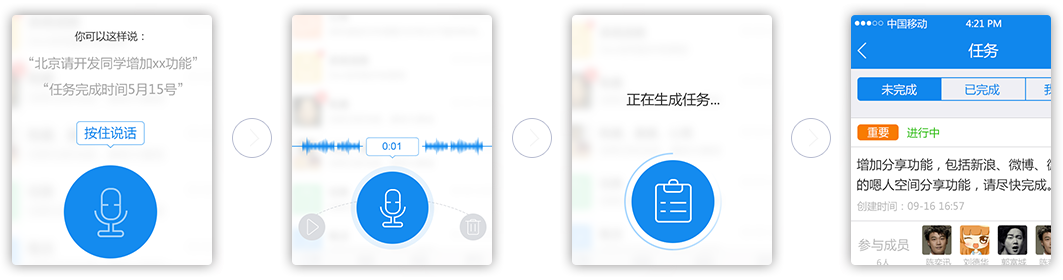 你可以这样说：
“北京请开发同学增加xx功能”
“任务完成时间5月15号”
按住说话
0:01
正在生成任务...
中国移动 4:21 PM
任务
未完成 已完成
重要 进行中
增加分享功能，包括新浪、微博、
的嗯人空间分享功能，请尽快完成。
创建时间：09-16 16:57
参与成员
6人 陈奕迅 刘德华 郭富城